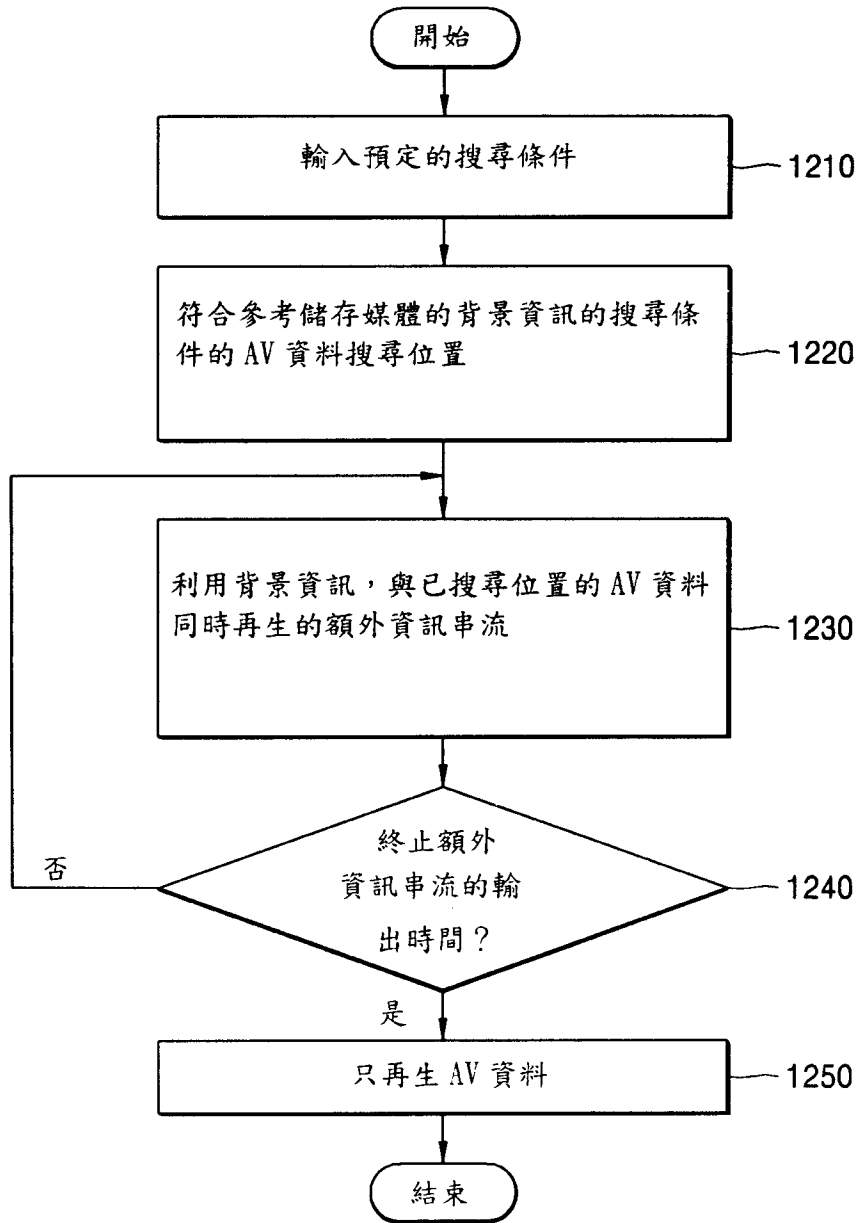 開始
輸入預定的搜尋條件
1210
符合參考儲存媒體的背景資訊的搜尋條
件的 AV 資料搜尋位置
1220
利用背景資訊，與已搜尋位置的 AV 資料
同時再生的額外資訊串流
1230
終止額外
資訊串流的輸
出時間？
1240
否
是
只再生 AV 資料
1250
結束